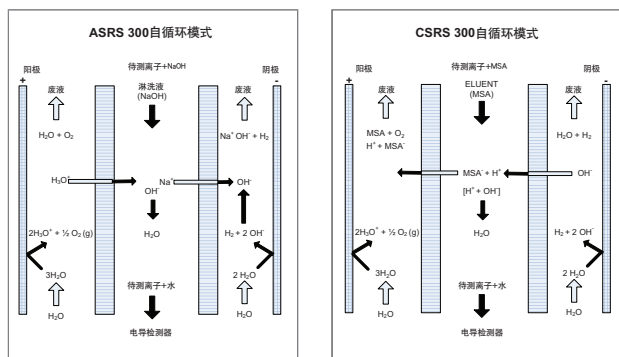 ASRS 300自循环模式
阳极
+
待测离子+NaOH
阴极
-
废液
淋洗液
(NaOH)
废液
H₂O + O₂
Na⁺ OH⁻ + H₂
H₃O⁺
OH⁻
Na⁺
OH⁻
H₂O
2H₃O⁺ + ½ O₂ (g)
H₂ + 2 OH⁻
3H₂O
待测离子+水
2 H₂O
H₂O
H₂O
电导检测器
CSRS 300自循环模式
阳极
+
待测离子+MSA
阴极
-
废液
ELUENT
(MSA)
废液
MSA + O₂
H⁺ + MSA⁻
H₂O + H₂
MSA⁻ + H⁺
OH⁻
[H⁺ + OH⁻]
H₂O
2H₃O⁺ + ½ O₂ (g)
H₂ + 2 OH⁻
3H₂O
待测离子+水
2 H₂O
H₂O
H₂O
电导检测器